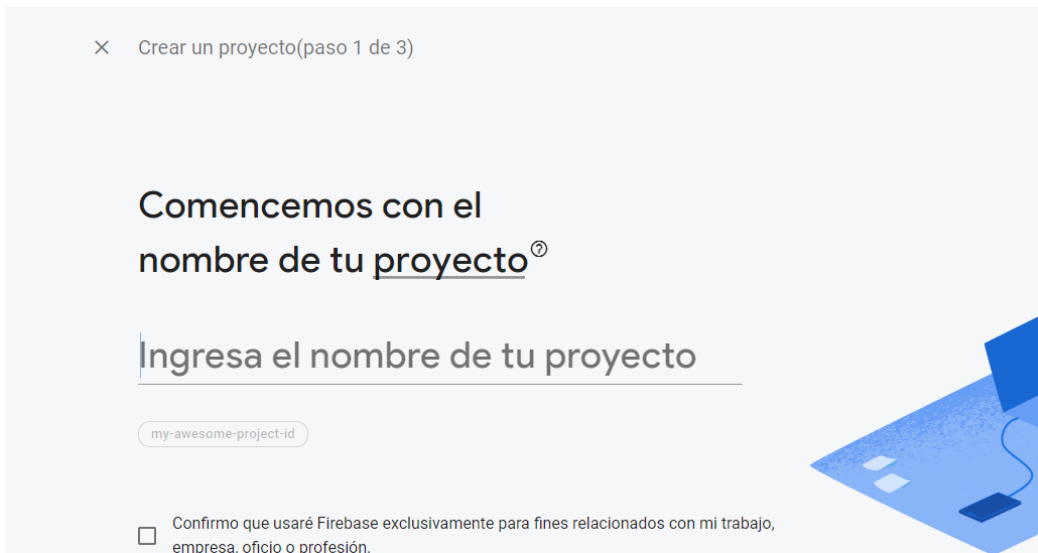 Crear un proyecto(paso 1 de 3)
Comencemos con el
nombre de tu proyecto
Ingresa el nombre de tu proyecto
my-awesome-project-id
Confirmo que usaré Firebase exclusivamente para fines relacionados con mi trabajo,
empresa, oficio o profesión.